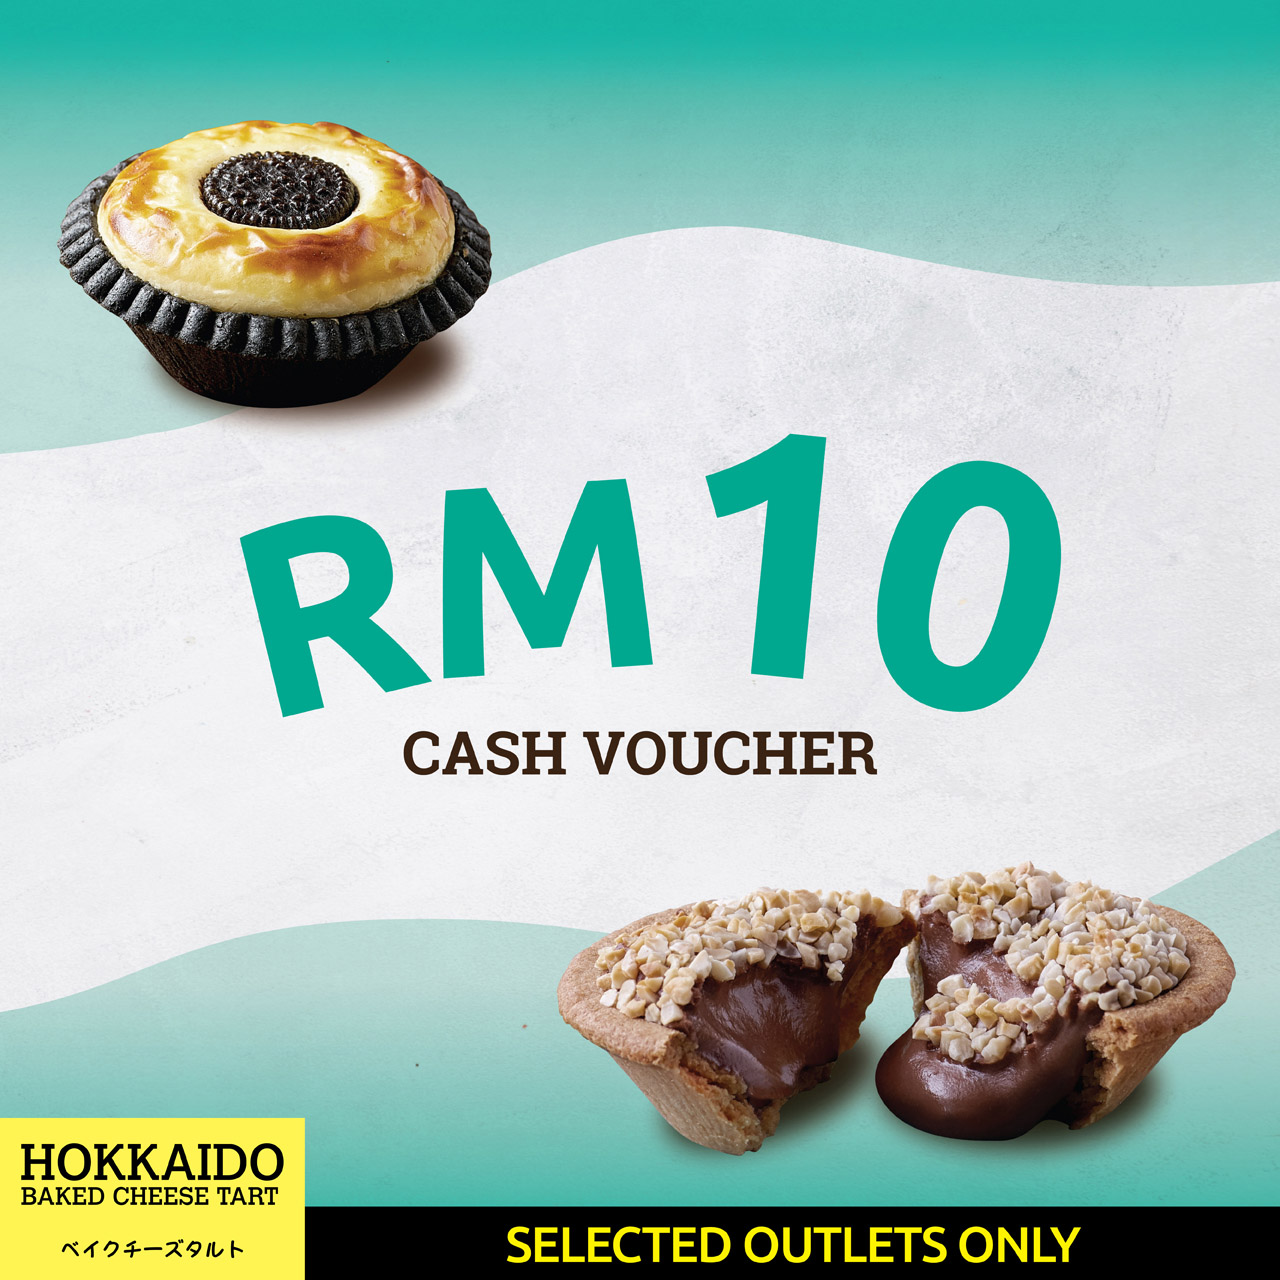 RM10
CASH VOUCHER
HOKKAIDO
BAKED CHEESE TART
ベイクチーズタルト
SELECTED OUTLETS ONLY